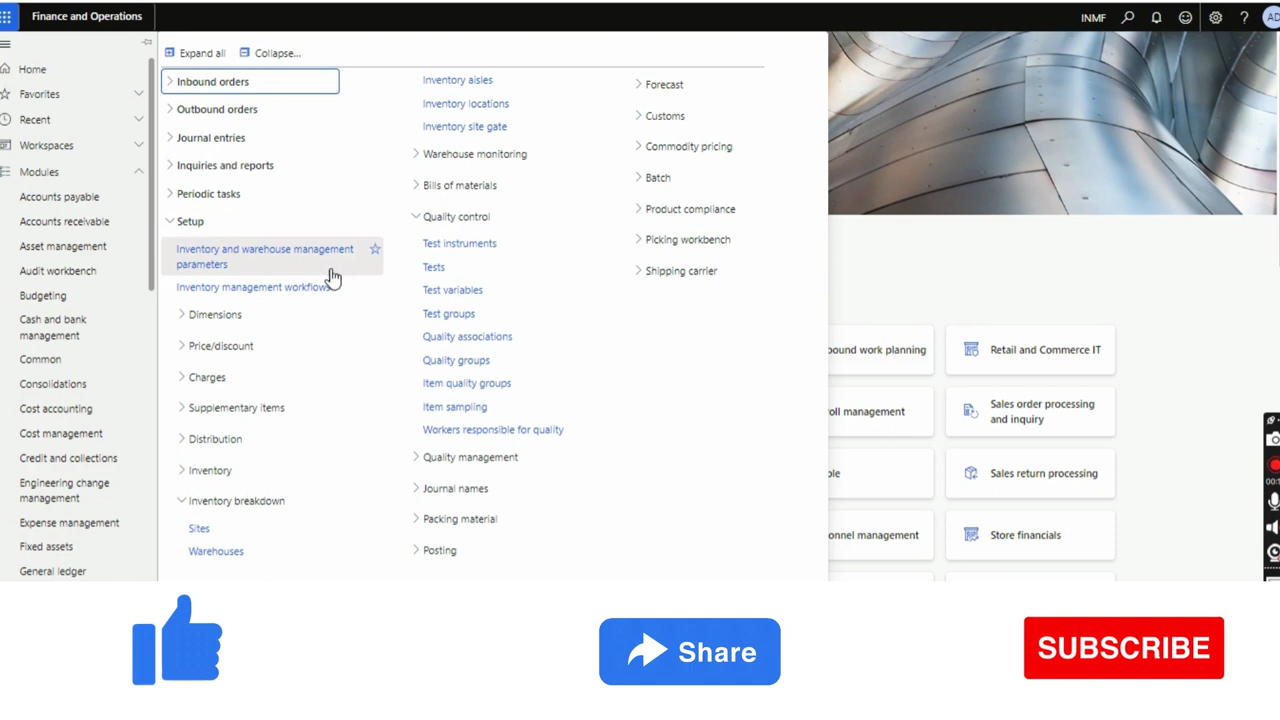 Finance and Operations
INMF
?
AD
Expand all
Collapse...
Home
Favorites
Recent
Workspaces
Modules
Accounts payable
Accounts receivable
Asset management
Audit workbench
Budgeting
Cash and bank
management
Common
Consolidations
Cost accounting
Cost management
Credit and collections
Engineering change
management
Expense management
Fixed assets
General ledger
Inbound orders
Outbound orders
Journal entries
Inquiries and reports
Periodic tasks
Setup
Inventory and warehouse management
parameters
Inventory management workflows
Dimensions
Price/discount
Charges
Supplementary items
Distribution
Inventory
Inventory breakdown
Sites
Warehouses
Inventory aisles
Inventory locations
Inventory site gate
Warehouse monitoring
Bills of materials
Quality control
Test instruments
Tests
Test variables
Test groups
Quality associations
Quality groups
Item quality groups
Item sampling
Workers responsible for quality
Quality management
Journal names
Packing material
Posting
Forecast
Customs
Commodity pricing
Batch
Product compliance
Picking workbench
Shipping carrier
ound work planning
Retail and Commerce IT
oll management
Sales order processing
and inquiry
ble
Sales return processing
onnel management
Store financials
Share
SUBSCRIBE